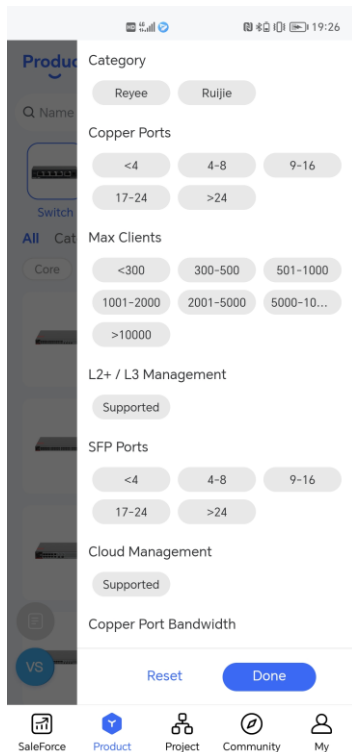 19:26
Produc
Name
Switch
All Cat
Core
VS
Category
Reyee Ruijie
Copper Ports
<4 4-8 9-16
17-24 >24
Max Clients
<300 300-500 501-1000
1001-2000 2001-5000 5000-10...
>10000
L2+ / L3 Management
Supported
SFP Ports
<4 4-8 9-16
17-24 >24
Cloud Management
Supported
Copper Port Bandwidth
Reset Done
SaleForce Product Project Community My